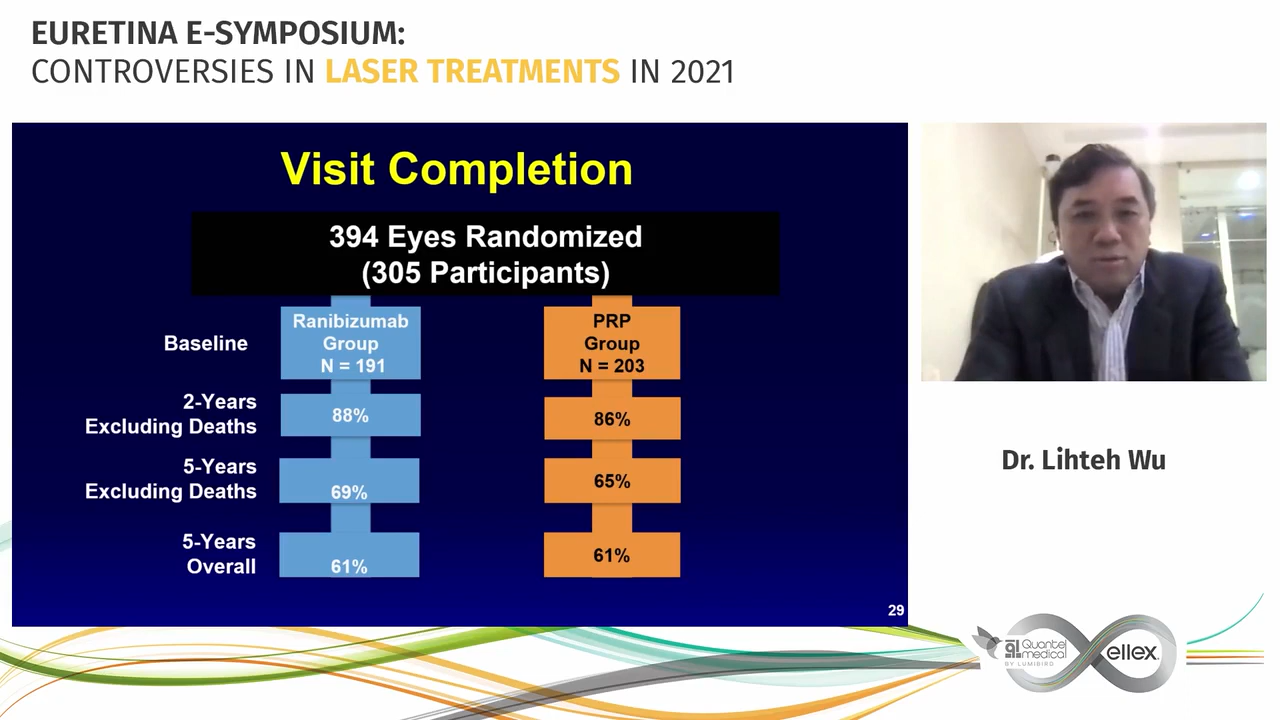 EURETINA E-SYMPOSIUM:
CONTROVERSIES IN LASER TREATMENTS IN 2021
Visit Completion
394 Eyes Randomized
(305 Participants)
Baseline
Ranibizumab
Group
N = 191
PRP
Group
N = 203
2-Years
Excluding Deaths
88%
86%
5-Years
Excluding Deaths
69%
65%
5-Years
Overall
61%
61%
29
Dr. Lihteh Wu
Quantel
medical
BY LUMIBIRD
ellex